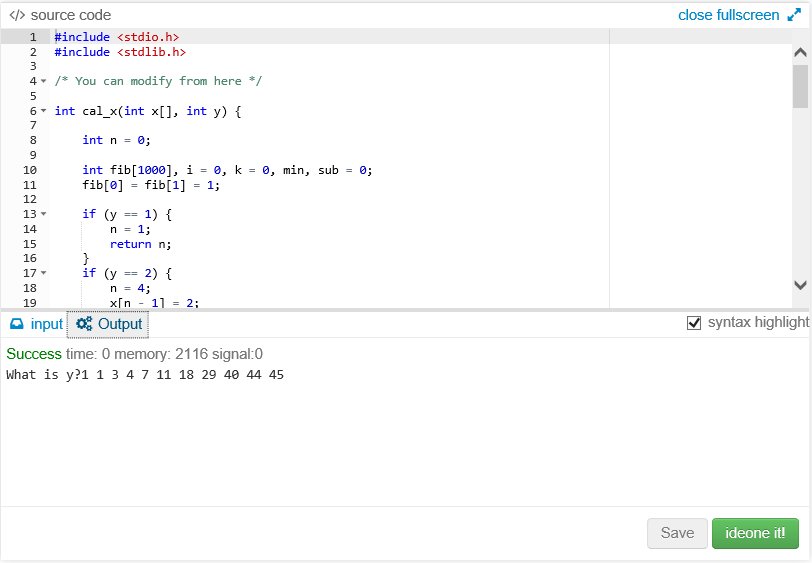 </> source code
close fullscreen
1 #include <stdio.h>
2 #include <stdlib.h>
3
4 /* You can modify from here */
5
6 int cal_x(int x[], int y) {
7
8 int n = 0;
9
10 int fib[1000], i = 0, k = 0, min, sub = 0;
11 fib[0] = fib[1] = 1;
12
13 if (y == 1) {
14 n = 1;
15 return n;
16 }
17 if (y == 2) {
18 n = 4;
19 x[n - 1] = 2;
input Output
syntax highlight
Success time: 0 memory: 2116 signal:0
What is y?1 1 3 4 7 11 18 29 40 44 45
Save ideone it!